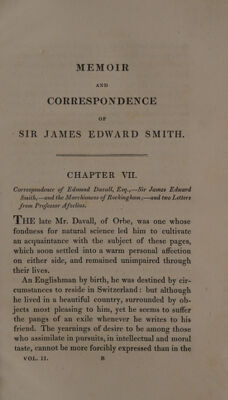 MEMOIR
AND
CORRESPONDENCE
OF
SIR JAMES EDWARD SMITH.
CHAPTER VII.
Correspondence of Edmund Davall, Esq.,—Sir James Edward
Smith,—and the Marchioness of Rockingham;—and two Letters
from Professor Afzelius.
THE late Mr. Davall, of Orbe, was one whose
fondness for natural science led him to cultivate
an acquaintance with the subject of these pages,
which soon settled into a warm personal affection
on either side, and remained unimpaired through
their lives.
An Englishman by birth, he was destined by cir-
cumstances to reside in Switzerland: but although
he lived in a beautiful country, surrounded by ob-
jects most pleasing to him, yet he seems to suffer
the pangs of an exile whenever he writes to his
friend. The yearnings of desire to be among those
who assimilate in pursuits, in intellectual and moral
taste, cannot be more forcibly expressed than in the
VOL. II. B